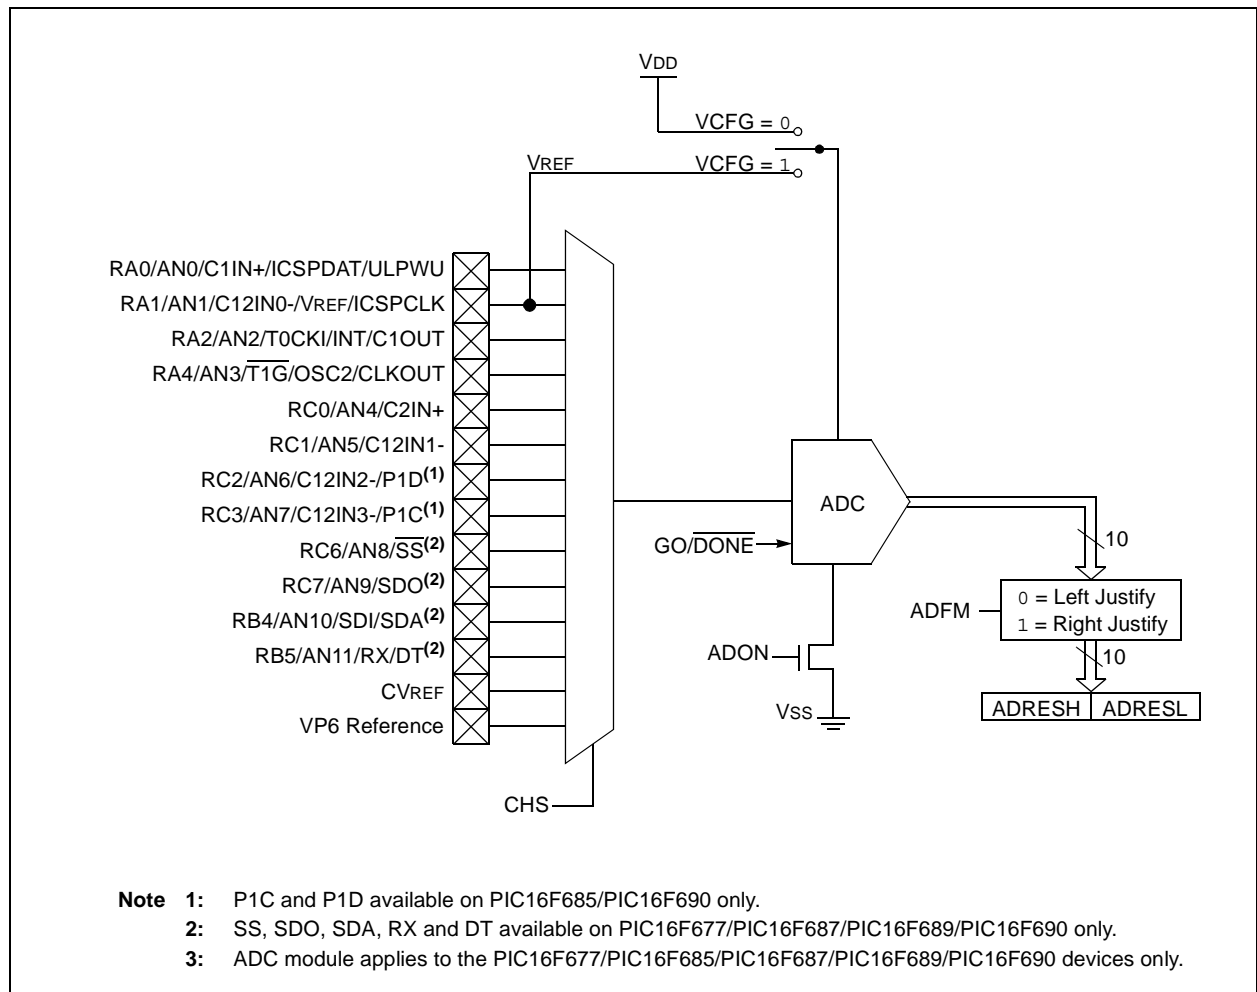 VDD
VCFG = 0
VREF
VCFG = 1
RA0/AN0/C1IN+/ICSPDAT/ULPWU
RA1/AN1/C12IN0-/VREF/ICSPCLK
RA2/AN2/T0CKI/INT/C1OUT
RA4/AN3/T1G/OSC2/CLKOUT
RC0/AN4/C2IN+
RC1/AN5/C12IN1-
RC2/AN6/C12IN2-/P1D(1)
RC3/AN7/C12IN3-/P1C(1)
RC6/AN8/SS(2)
RC7/AN9/SDO(2)
RB4/AN10/SDI/SDA(2)
RB5/AN11/RX/DT(2)
CVREF
VP6 Reference
CHS
ADC
GO/DONE
10
ADFM
0 = Left Justify
1 = Right Justify
ADON
10
VSS
ADRESH ADRESL
Note 1: P1C and P1D available on PIC16F685/PIC16F690 only.
2: SS, SDO, SDA, RX and DT available on PIC16F677/PIC16F687/PIC16F689/PIC16F690 only.
3: ADC module applies to the PIC16F677/PIC16F685/PIC16F687/PIC16F689/PIC16F690 devices only.